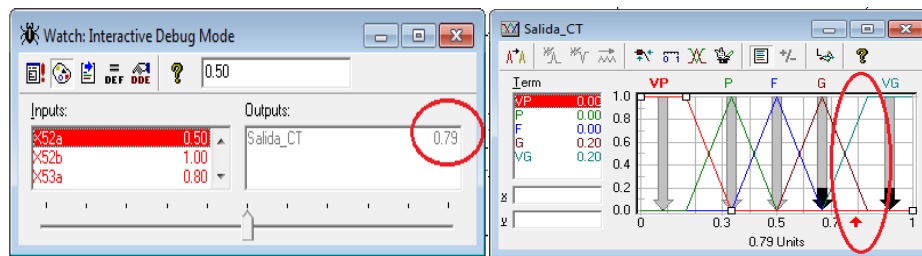 Watch: Interactive Debug Mode
DEF DDE ? 0.50
Inputs: Outputs:
X52a 0.50 Salida_CT 0.79
X52b 1.00
X53a 0.80
Salida_CT
Term VP P F G VG
VP 0.00 1.0
P 0.00 0.8
F 0.00 0.6
G 0.20 0.4
VG 0.20 0.2
x 0.0
y 0 0.3 0.5 0.7 1
0.79 Units